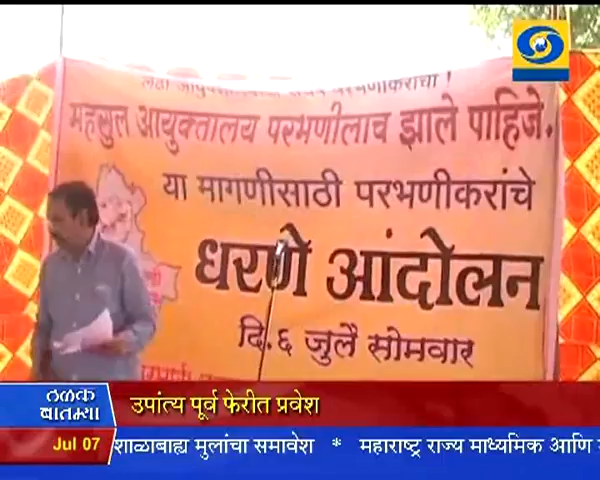 लढा
महसुल आयुक्तालय परभणीलाच झाले पाहिजे.
या मागणीसाठी परभणीकरांचे
धरणे आंदोलन
दि.६ जुलै सोमवार
ठळक
बातम्या
उपांत्य पूर्व फेरीत प्रवेश
Jul 07
शाळाबाह्य मुलांचा समावेश * महाराष्ट्र राज्य माध्यमिक आणि